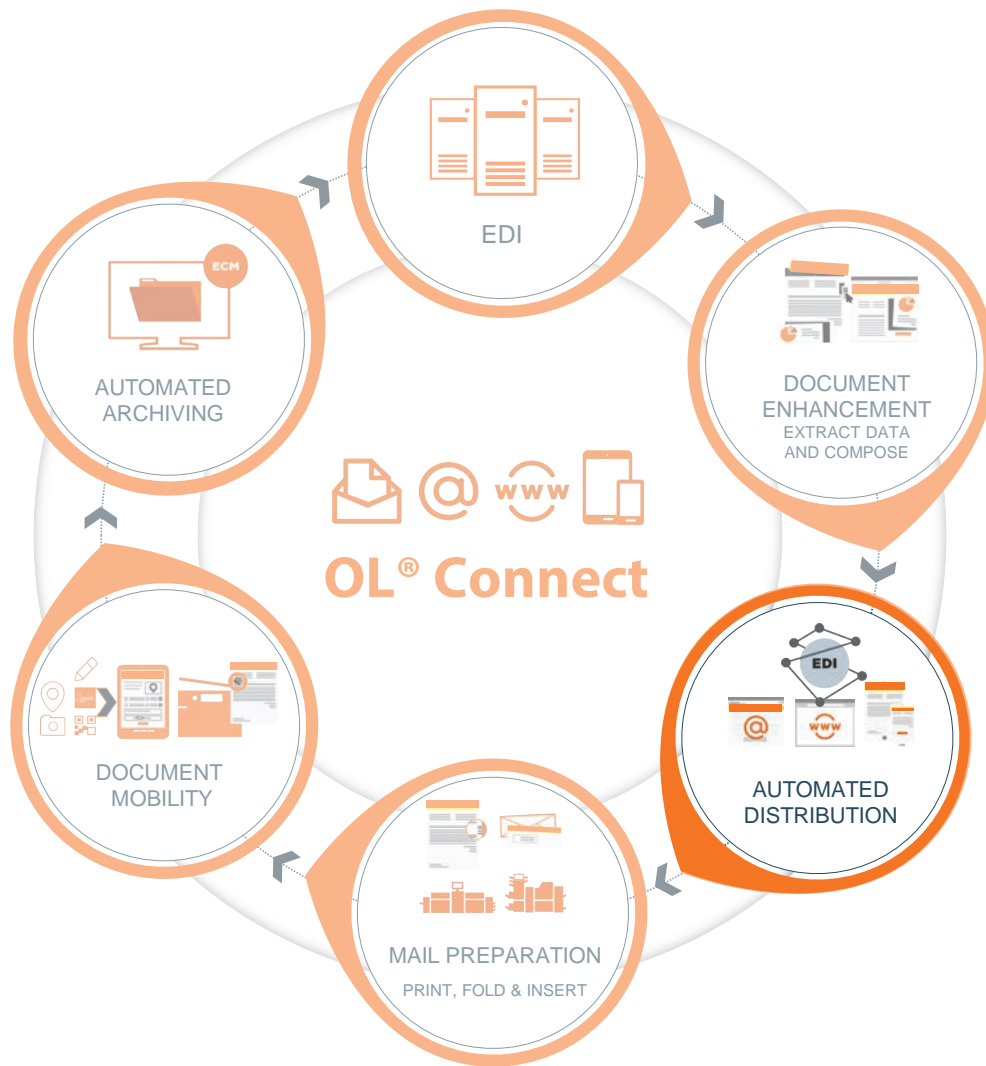 EDI
ECM
AUTOMATED
ARCHIVING
DOCUMENT
ENHANCEMENT
EXTRACT DATA
AND COMPOSE
www
OL® Connect
EDI
www
AUTOMATED
DISTRIBUTION
DOCUMENT
MOBILITY
MAIL PREPARATION
PRINT, FOLD & INSERT